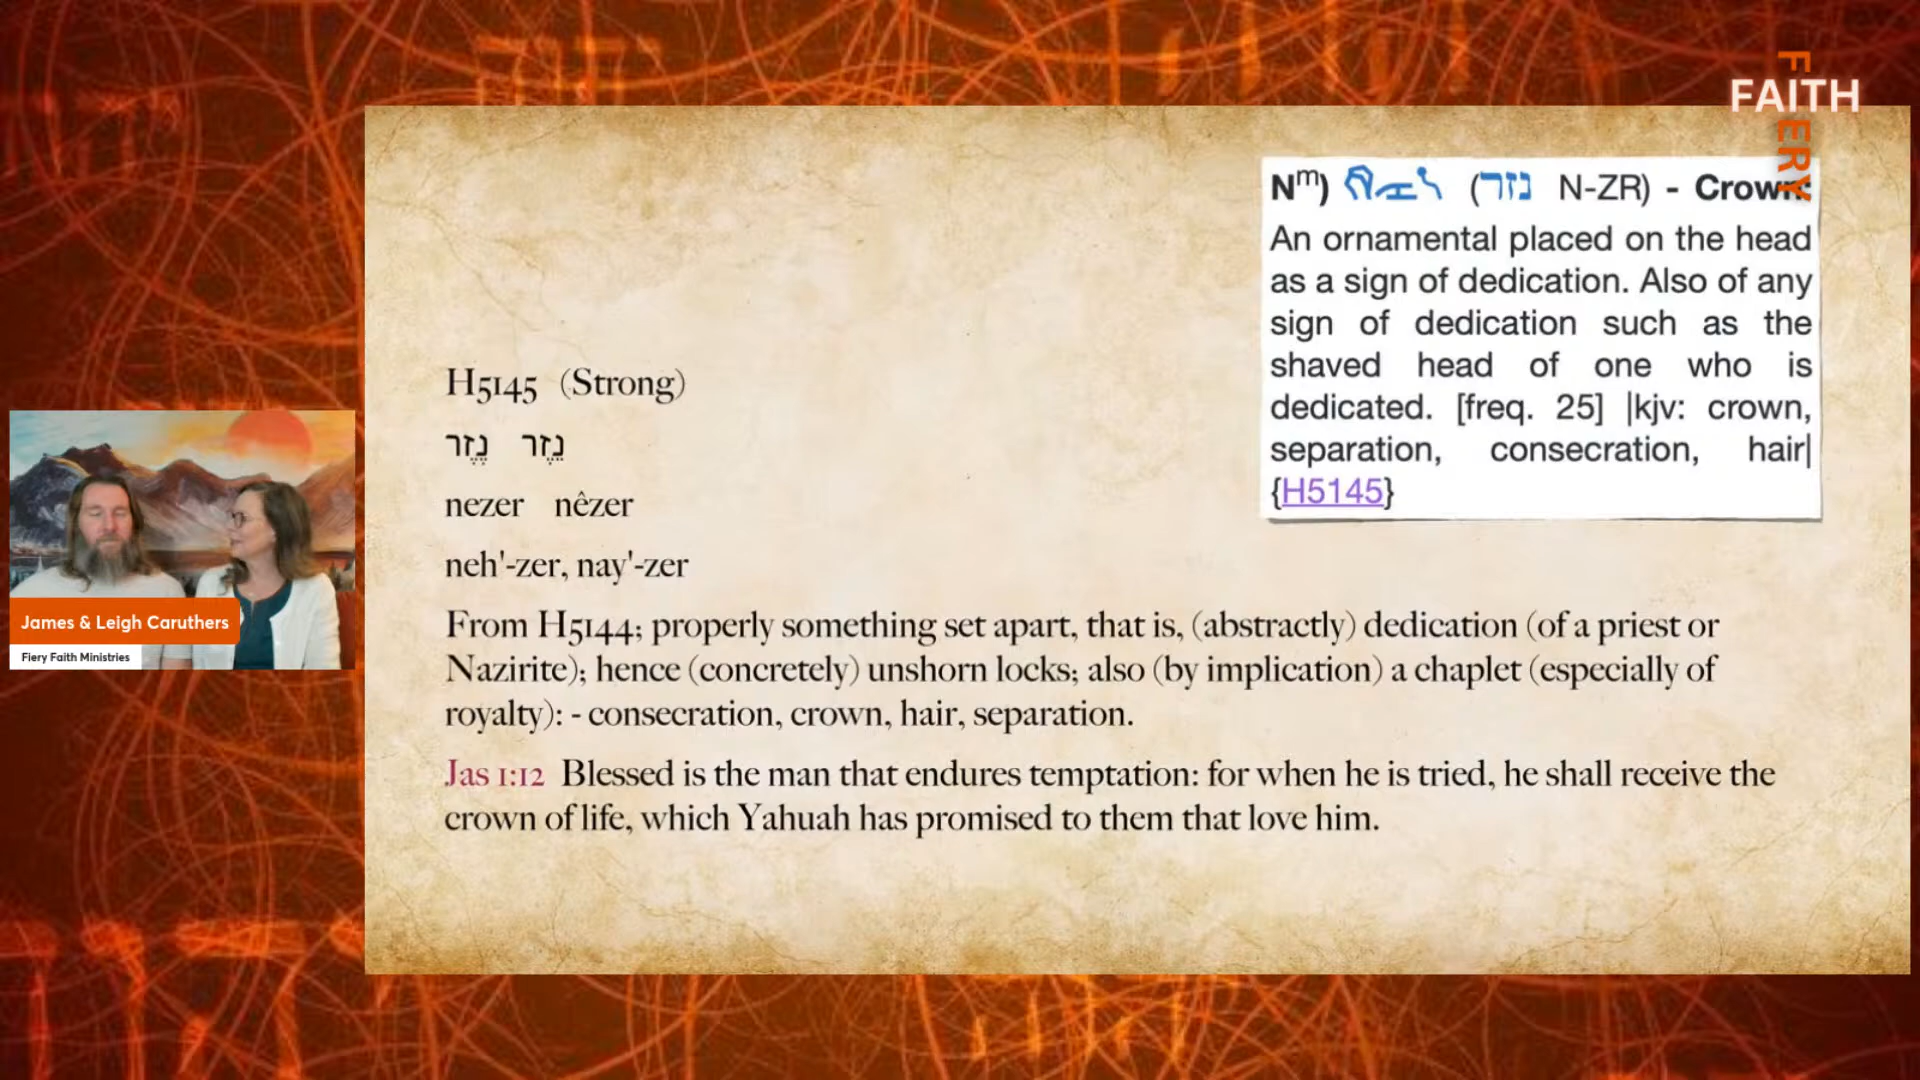 FAITH
FIERY
Nm) (נזר N-ZR) - Crown:
An ornamental placed on the head
as a sign of dedication. Also of any
sign of dedication such as the
shaved head of one who is
dedicated. [freq. 25] |kjv: crown,
separation, consecration, hair|
{H5145}
H5145 (Strong)
נֶזֶר נֵזֶר
nezer nêzer
neh'-zer, nay'-zer
From H5144; properly something set apart, that is, (abstractly) dedication (of a priest or
Nazirite); hence (concretely) unshorn locks; also (by implication) a chaplet (especially of
royalty): - consecration, crown, hair, separation.
Jas 1:12 Blessed is the man that endures temptation: for when he is tried, he shall receive the
crown of life, which Yahuah has promised to them that love him.
James & Leigh Caruthers
Fiery Faith Ministries